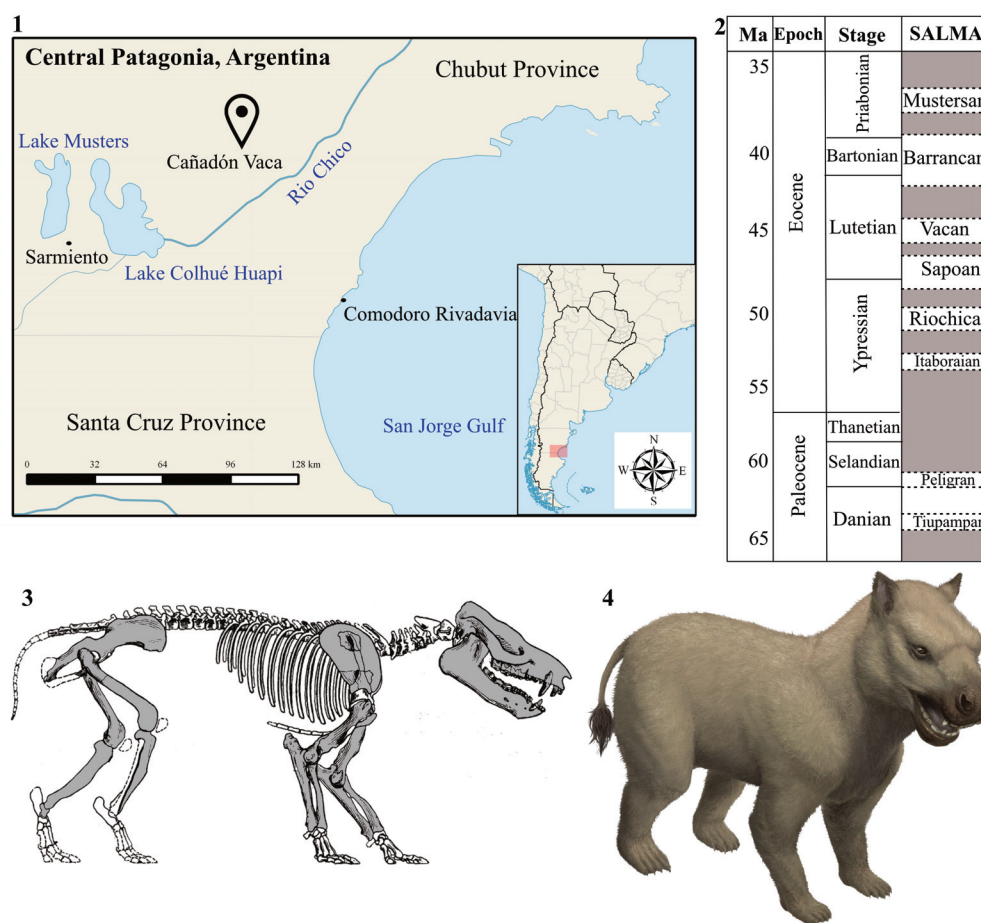 1
Central Patagonia, Argentina
Chubut Province
Lake Musters
Cañadón Vaca
Rio Chico
Sarmiento
Lake Colhué Huapi
Comodoro Rivadavia
Santa Cruz Province
San Jorge Gulf
0 32 64 96 128 km
N
W E
S
2
Ma Epoch Stage SALMA
35
40
45
50
55
60
65
Eocene
Paleocene
Priabonian
Bartonian
Lutetian
Ypressian
Thanetian
Selandian
Danian
Mustersan
Barrancan
Vacan
Sapoan
Riochica
Itaboraian
Peligran
Tiupampan
3
4